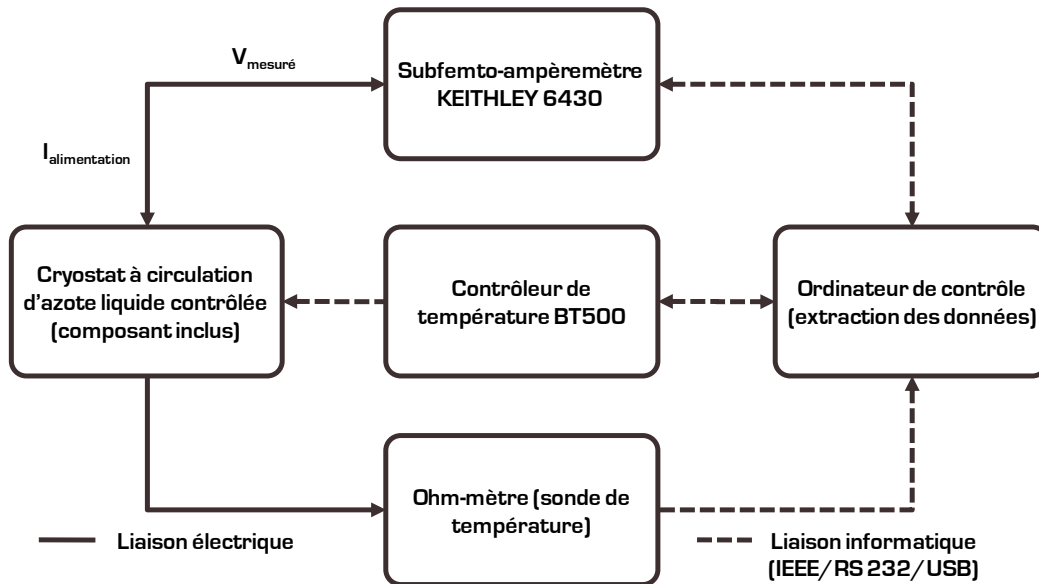 V mesuré
Subfemto-ampèremètre
KEITHLEY 6430
I alimentation
Cryostat à circulation
d'azote liquide contrôlée
(composant inclus)
Contrôleur de
température BT500
Ordinateur de contrôle
(extraction des données)
Ohm-mètre (sonde de
température)
Liaison électrique
Liaison informatique
(IEEE/RS 232/USB)